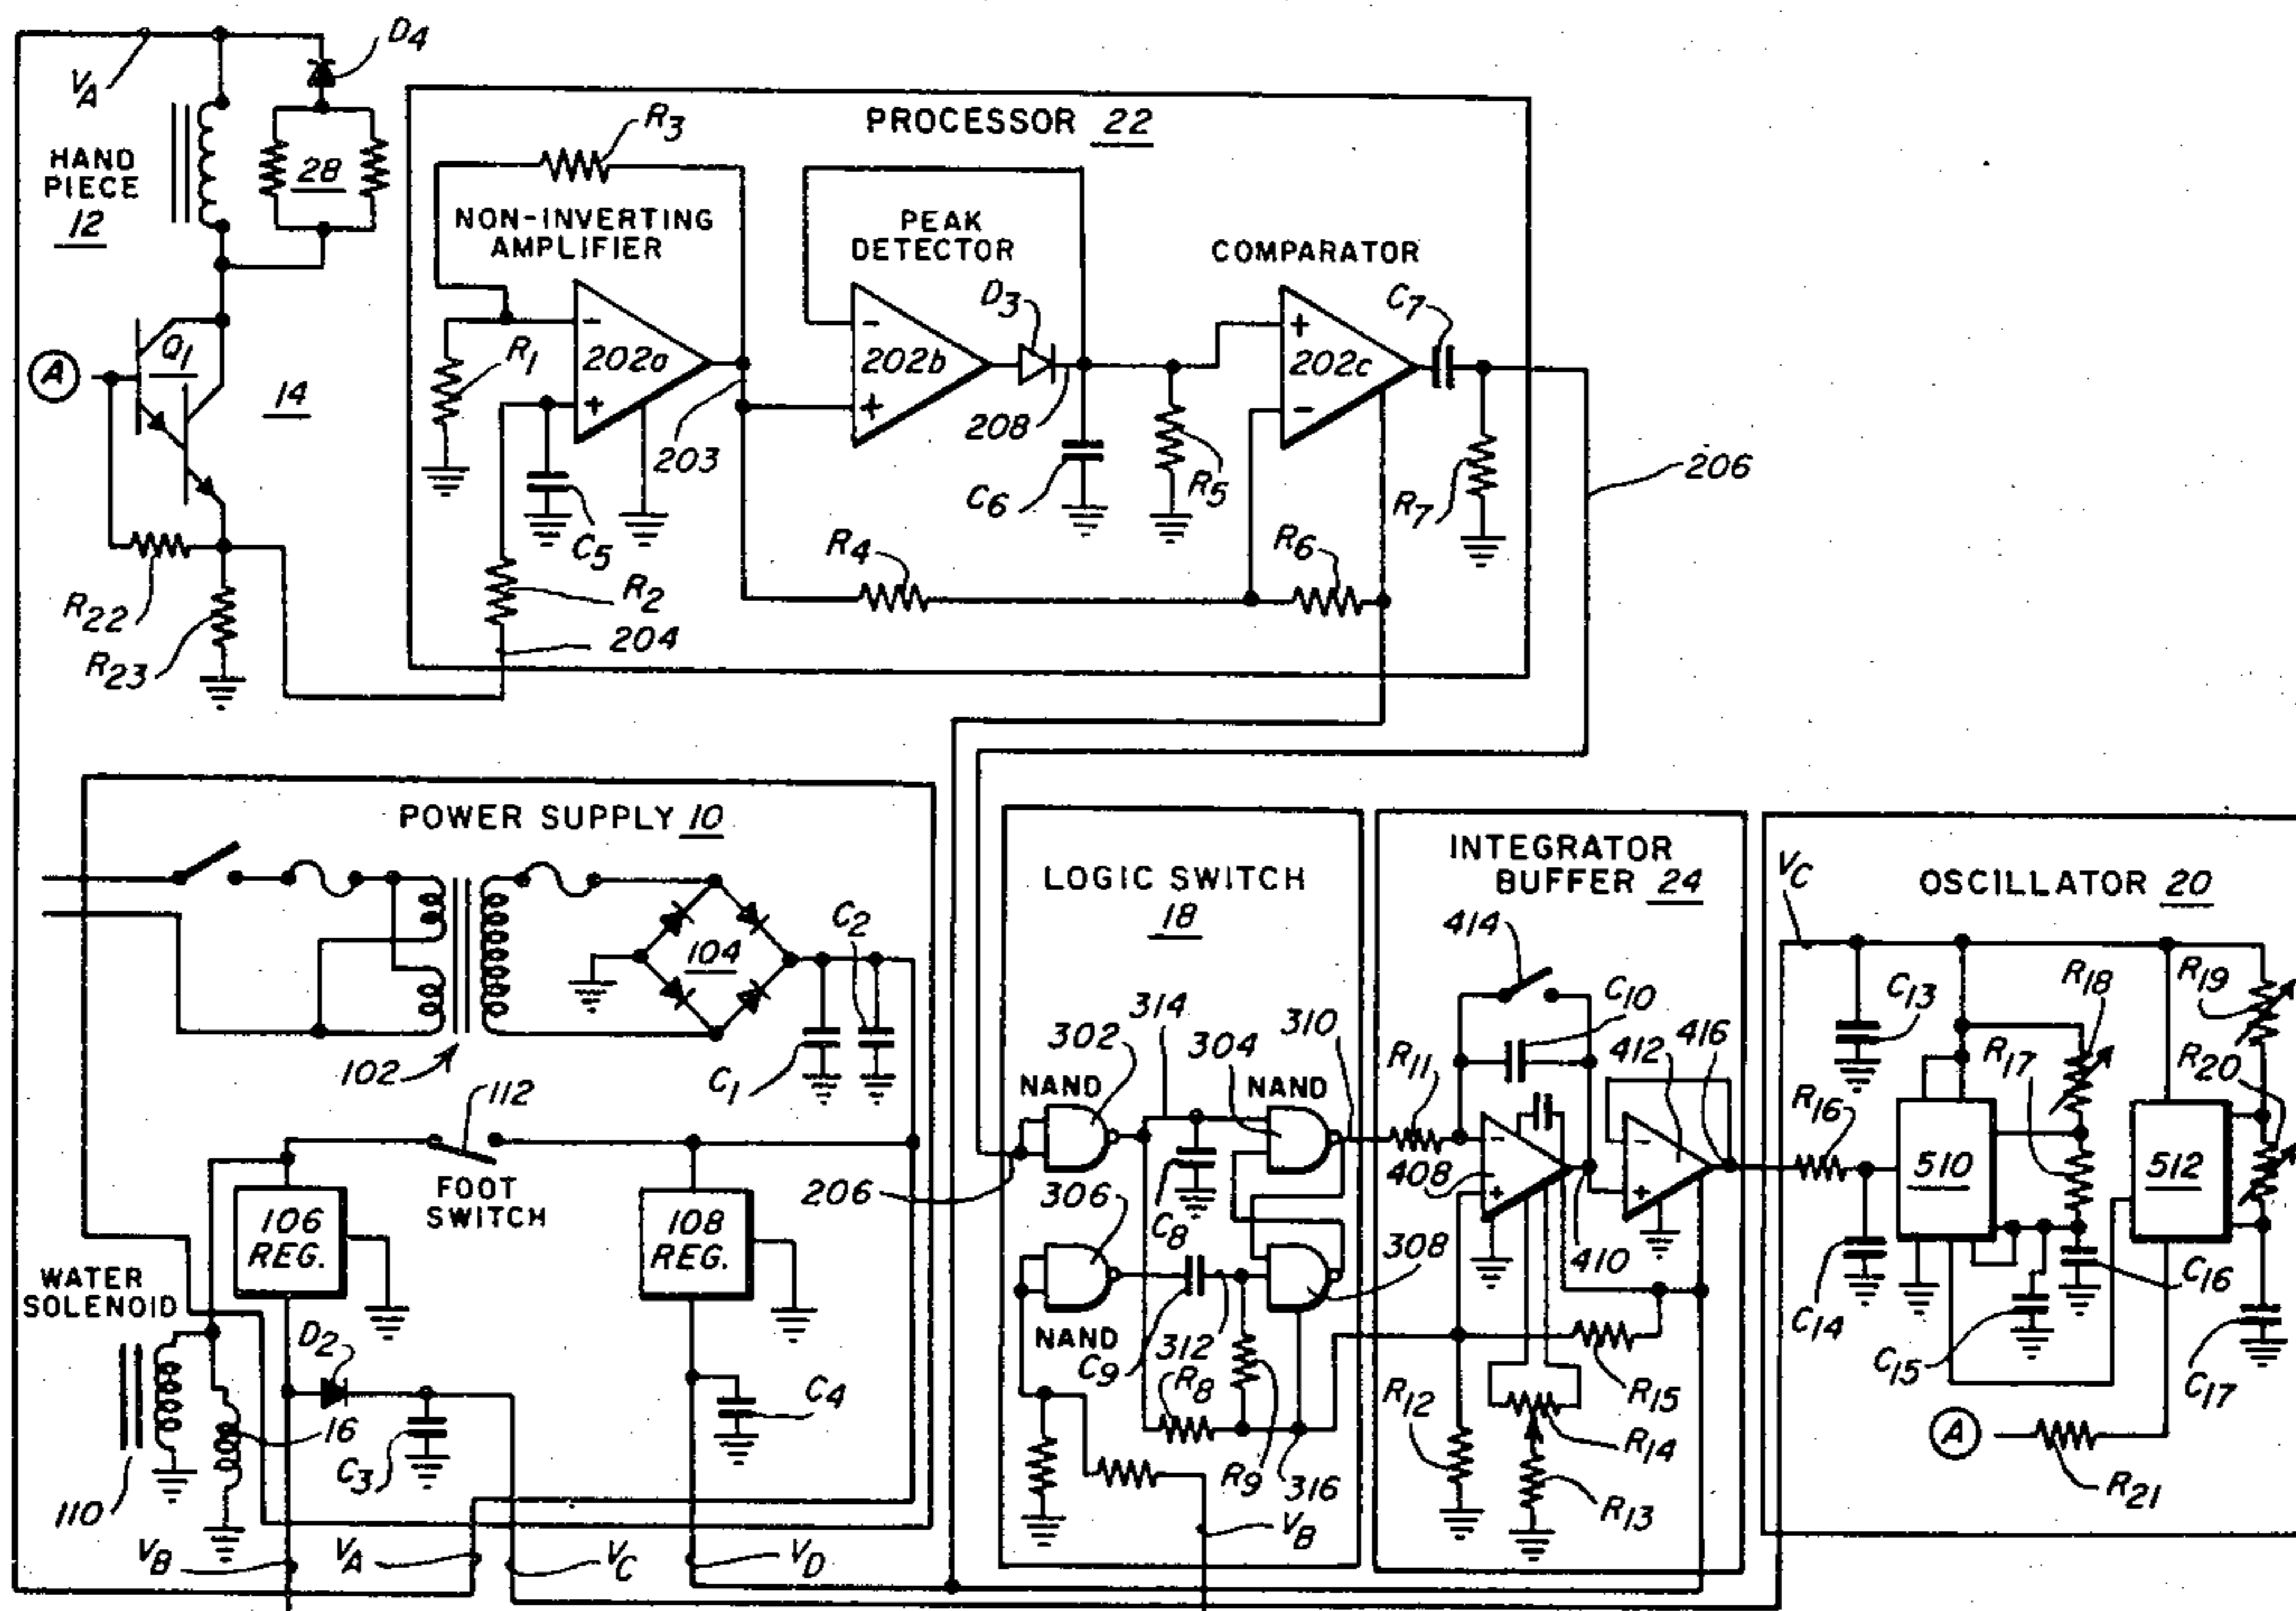 D4
VA
PROCESSOR 22
R3
HAND
PIECE
12
28
NON-INVERTING
AMPLIFIER
PEAK
DETECTOR
COMPARATOR
C7
D3
A
Q1
14
R1
-
202a
+
-
202b
+
+
202c
-
203
208
C6
R5
R7
206
C5
R4
R6
R22
R2
R23
204
POWER SUPPLY 10
LOGIC SWITCH
18
INTEGRATOR
BUFFER 24
VC
OSCILLATOR 20
104
C2
414
C10
C13
R18
R19
102
C1
302
314
304
310
R11
412
416
R17
R20
112
NAND
NAND
R16
FOOT
SWITCH
206
306
C8
308
-
408
+
410
-
+
510
512
106
REG.
108
REG.
WATER
SOLENOID
NAND
C9
312
C14
C15
C16
C17
D2
16
C3
C4
R8
R9
316
R12
R15
R14
R13
A
R21
110
VB
VA
VC
VD
VB